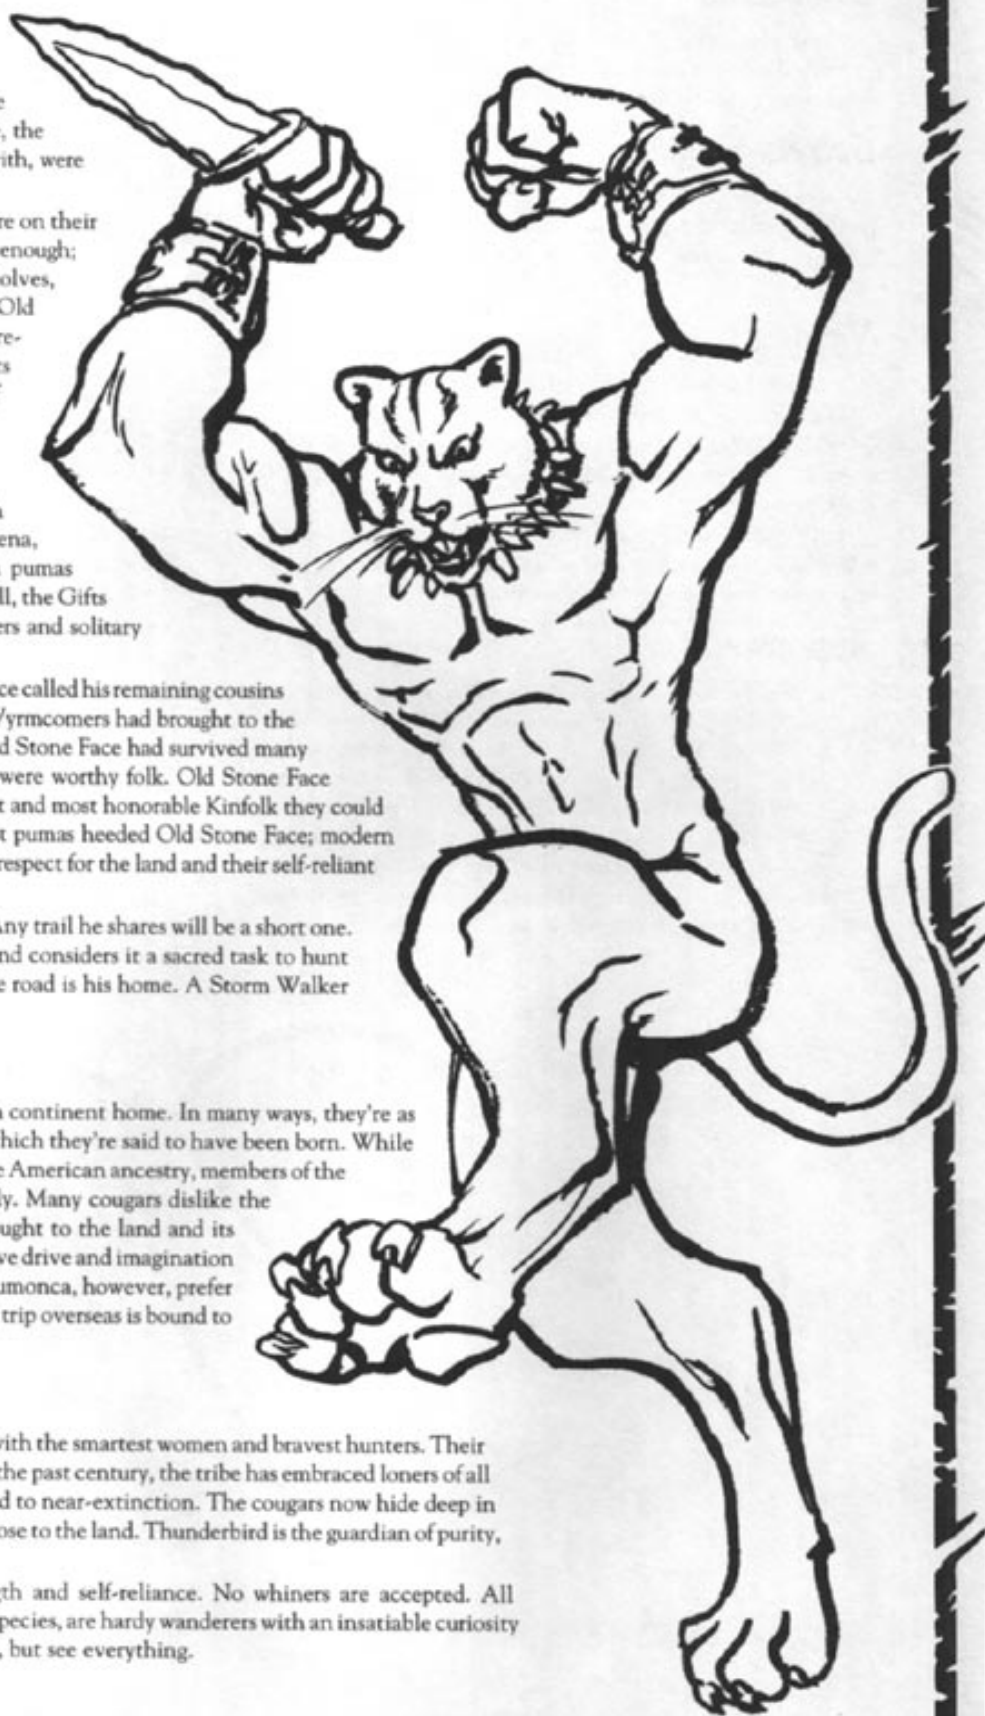 e
, the
ith, were
re on their
enough;
olves,
Old
re-
ts
ena,
pumas
ll, the Gifts
ers and solitary
ce called his remaining cousins
Wyrmcomers had brought to the
d Stone Face had survived many
were worthy folk. Old Stone Face
t and most honorable Kinfolk they could
t pumas heeded Old Stone Face; modern
respect for the land and their self-reliant
Any trail he shares will be a short one.
nd considers it a sacred task to hunt
e road is his home. A Storm Walker
n continent home. In many ways, they're as
which they're said to have been born. While
e American ancestry, members of the
ly. Many cougars dislike the
ught to the land and its
ve drive and imagination
umonca, however, prefer
trip overseas is bound to
with the smartest women and bravest hunters. Their
the past century, the tribe has embraced loners of all
d to near-extinction. The cougars now hide deep in
ose to the land. Thunderbird is the guardian of purity,
gth and self-reliance. No whiners are accepted. All
species, are hardy wanderers with an insatiable curiosity
, but see everything.